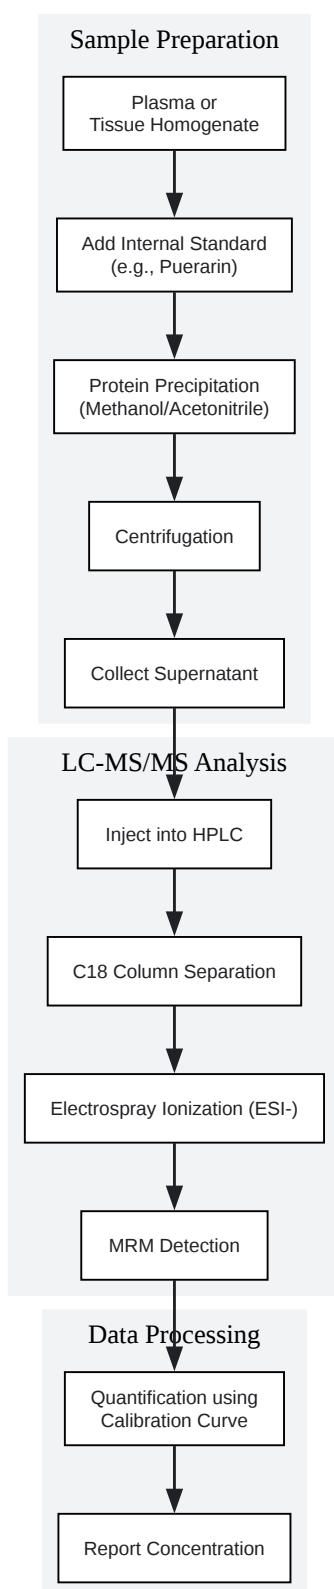 Sample Preparation
Plasma or
Tissue Homogenate
Add Internal Standard
(e.g., Puerarin)
Protein Precipitation
(Methanol/Acetonitrile)
Centrifugation
Collect Supernatant
LC-MS/MS Analysis
Inject into HPLC
C18 Column Separation
Electrospray Ionization (ESI-)
MRM Detection
Data Processing
Quantification using
Calibration Curve
Report Concentration